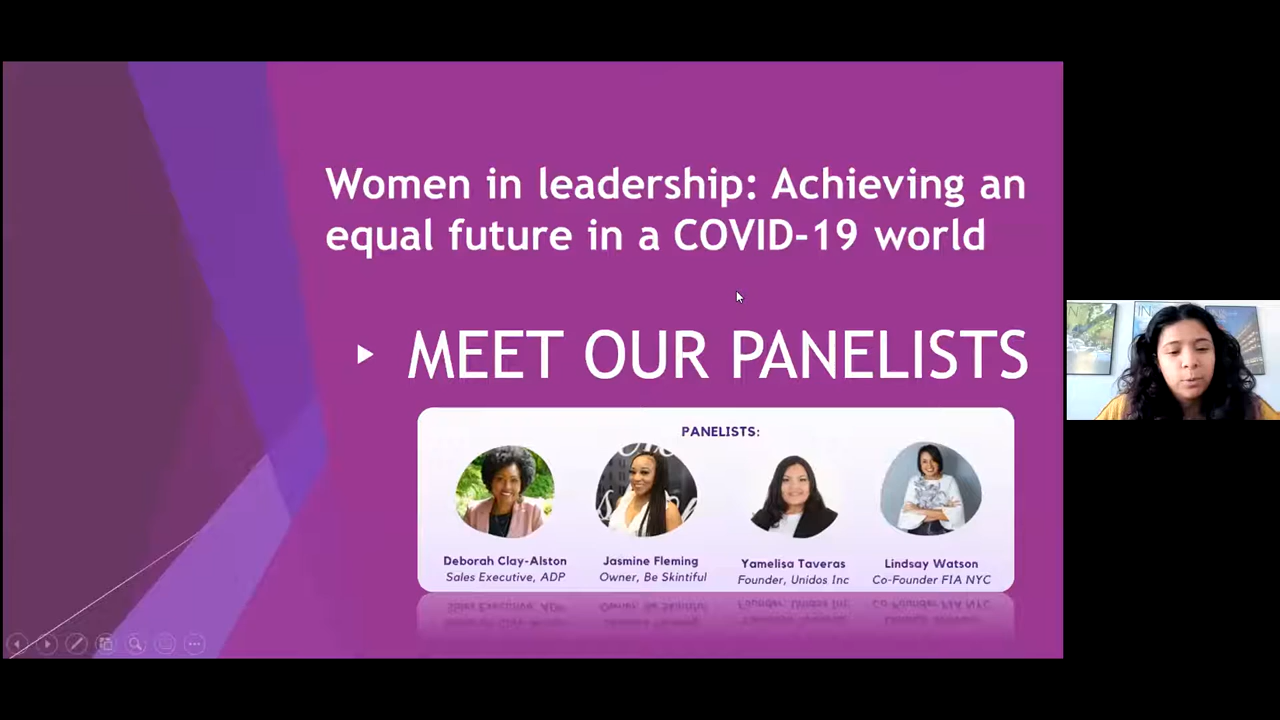 Women in leadership: Achieving an
equal future in a COVID-19 world
MEET OUR PANELISTS
PANELISTS:
Deborah Clay-Alston
Sales Executive, ADP
Jasmine Fleming
Owner, Be Skintiful
Yamelisa Taveras
Founder, Unidos Inc
Lindsay Watson
Co-Founder FIA NYC